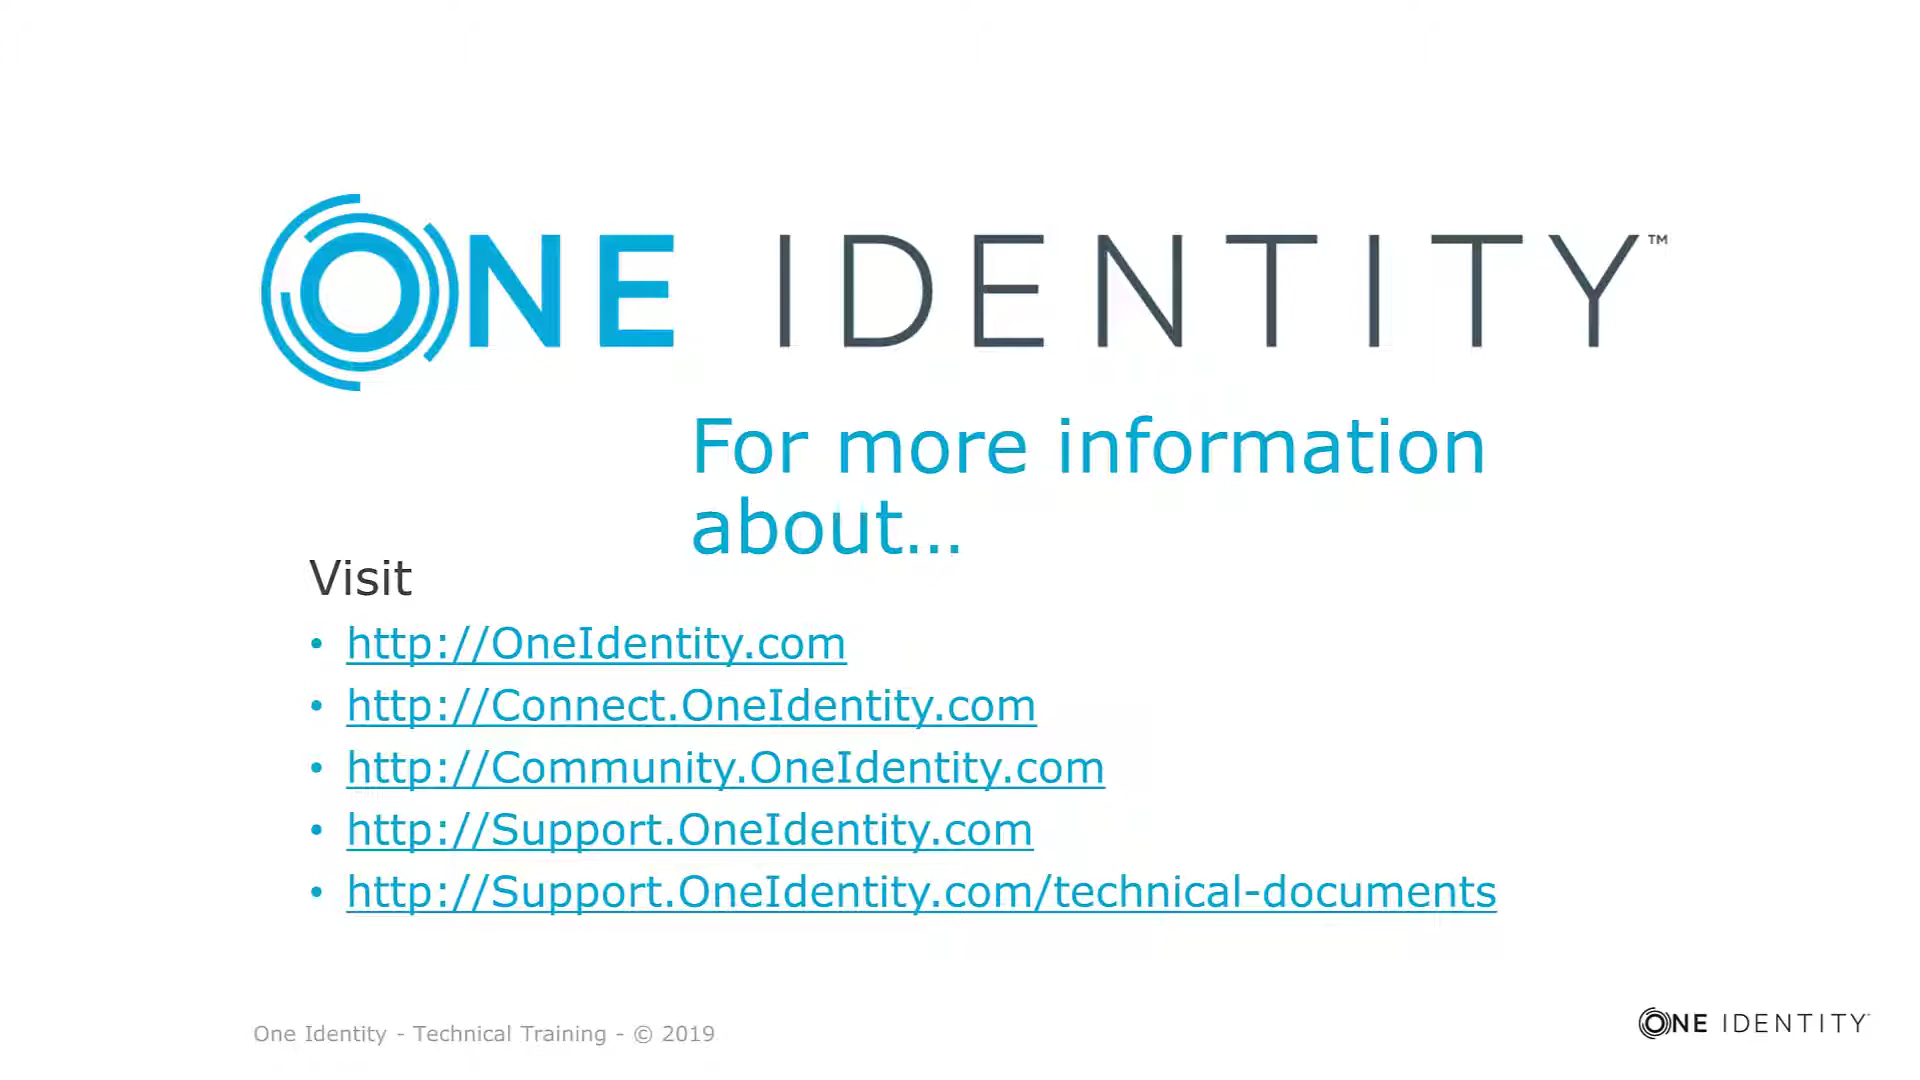 ONE IDENTITY™
For more information
about…
Visit
• http://OneIdentity.com
• http://Connect.OneIdentity.com
• http://Community.OneIdentity.com
• http://Support.OneIdentity.com
• http://Support.OneIdentity.com/technical-documents
One Identity - Technical Training - © 2019
ONE IDENTITY